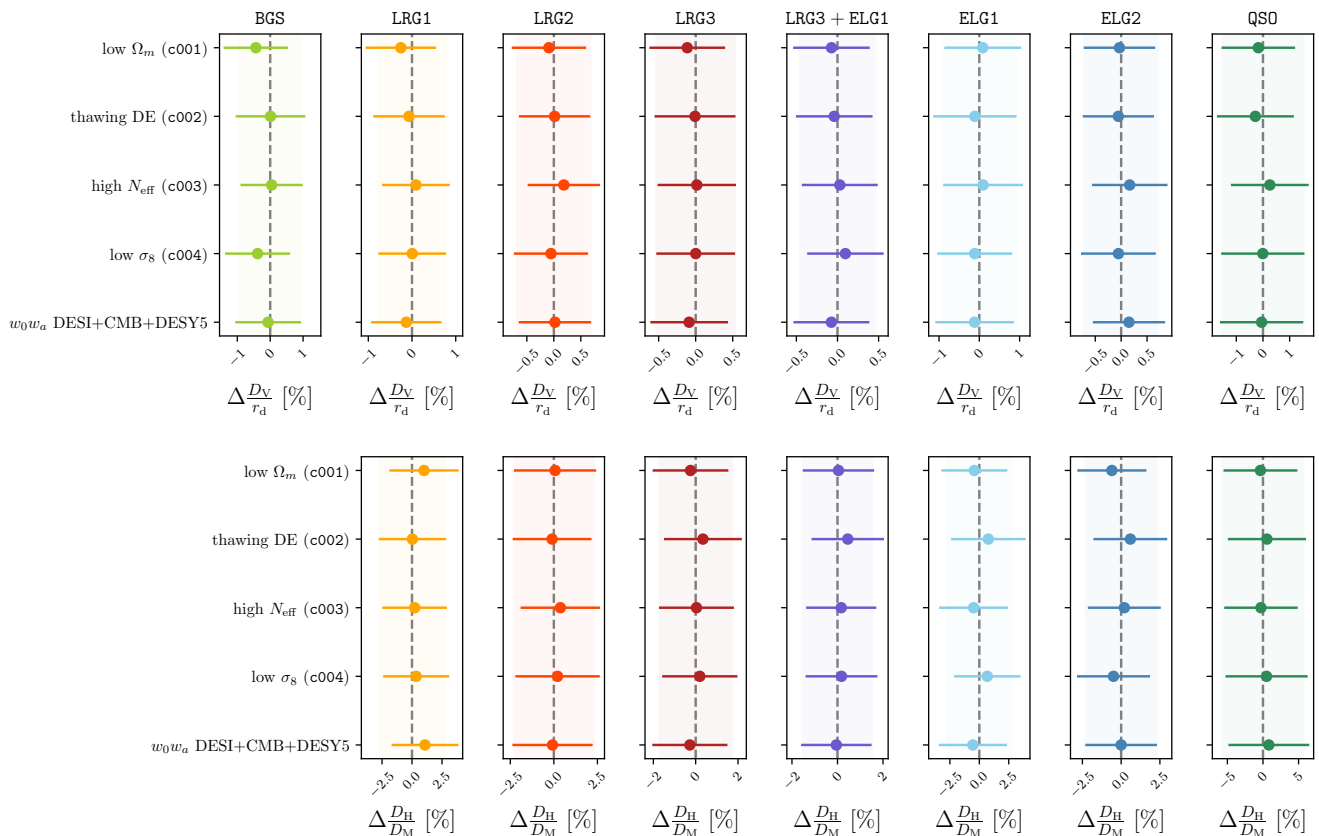 BGS LRG1 LRG2 LRG3 LRG3 + ELG1 ELG1 ELG2 QSO
low Ωm (c001)
thawing DE (c002)
high Neff (c003)
low σ8 (c004)
w0wa DESI+CMB+DESY5
−1 0 1 −1 0 1 −0.5 0.0 0.5 −0.5 0.0 0.5 −0.5 0.0 0.5 −1 0 1 −0.5 0.0 0.5 −1 0 1
Δ DV/rd [%] Δ DV/rd [%] Δ DV/rd [%] Δ DV/rd [%] Δ DV/rd [%] Δ DV/rd [%] Δ DV/rd [%] Δ DV/rd [%]
low Ωm (c001)
thawing DE (c002)
high Neff (c003)
low σ8 (c004)
w0wa DESI+CMB+DESY5
−2.5 0.0 2.5 −2.5 0.0 2.5 −2 0 2 −2 0 2 −2.5 0.0 2.5 −2.5 0.0 2.5 −5 0 5
Δ DH/DM [%] Δ DH/DM [%] Δ DH/DM [%] Δ DH/DM [%] Δ DH/DM [%] Δ DH/DM [%] Δ DH/DM [%]